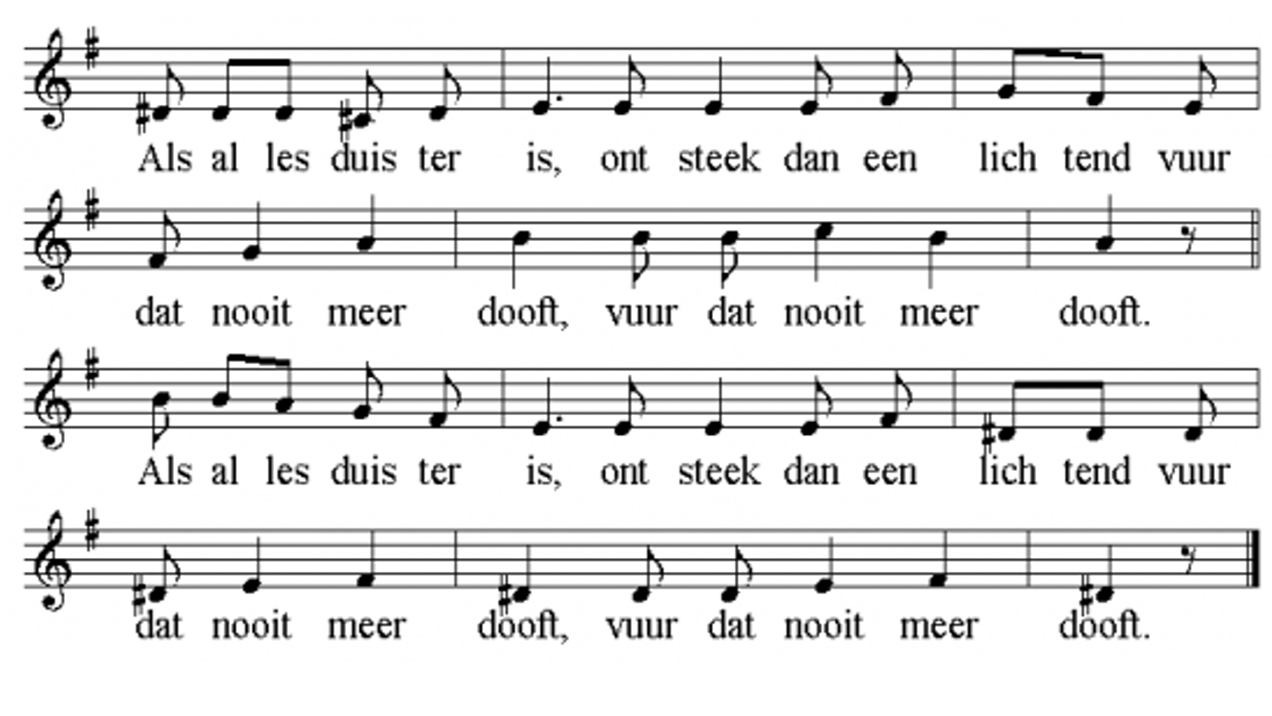 Als al les duis ter is, ont steek dan een lich tend vuur
dat nooit meer dooft, vuur dat nooit meer dooft.
Als al les duis ter is, ont steek dan een lich tend vuur
dat nooit meer dooft, vuur dat nooit meer dooft.